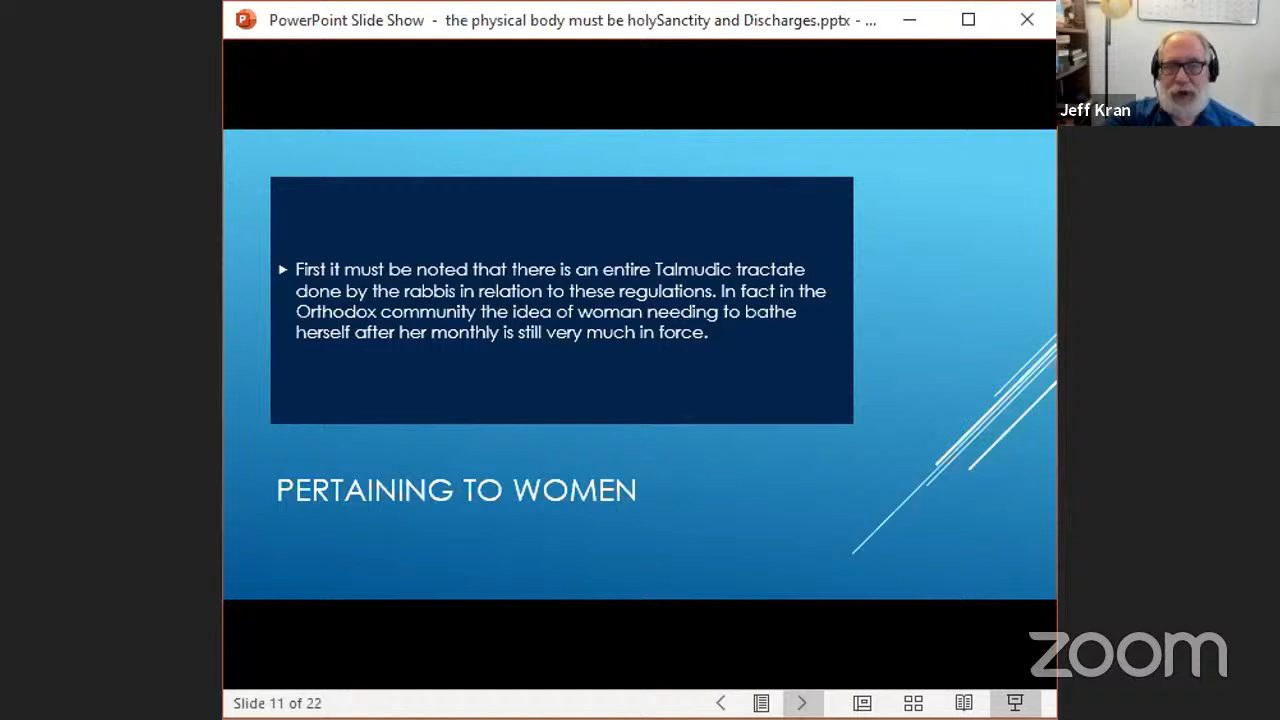 PowerPoint Slide Show - the physical body must be holySanctity and Discharges.pptx - ...
Jeff Kran
First it must be noted that there is an entire Talmudic tractate
done by the rabbis in relation to these regulations. In fact in the
Orthodox community the idea of woman needing to bathe
herself after her monthly is still very much in force.
PERTAINING TO WOMEN
zoom
Slide 11 of 22